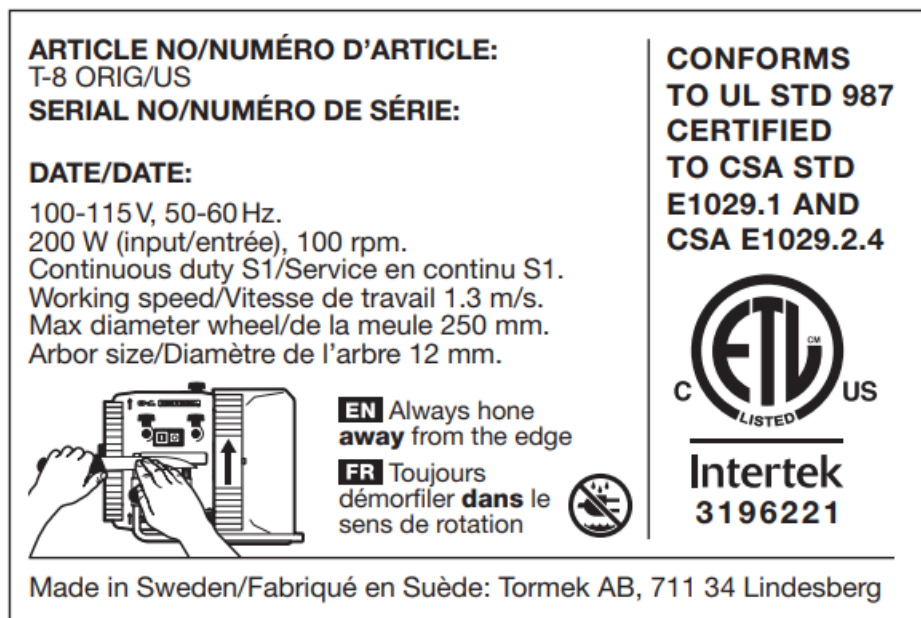 ARTICLE NO/NUMÉRO D’ARTICLE:
T-8 ORIG/US
SERIAL NO/NUMÉRO DE SÉRIE:
DATE/DATE:
100-115 V, 50-60 Hz.
200 W (input/entrée), 100 rpm.
Continuous duty S1/Service en continu S1.
Working speed/Vitesse de travail 1.3 m/s.
Max diameter wheel/de la meule 250 mm.
Arbor size/Diamètre de l’arbre 12 mm.
EN Always hone
away from the edge
FR Toujours
démorfiler dans le
sens de rotation
CONFORMS
TO UL STD 987
CERTIFIED
TO CSA STD
E1029.1 AND
CSA E1029.2.4
ETL
CM
C
US
LISTED
Intertek
3196221
Made in Sweden/Fabriqué en Suède: Tormek AB, 711 34 Lindesberg